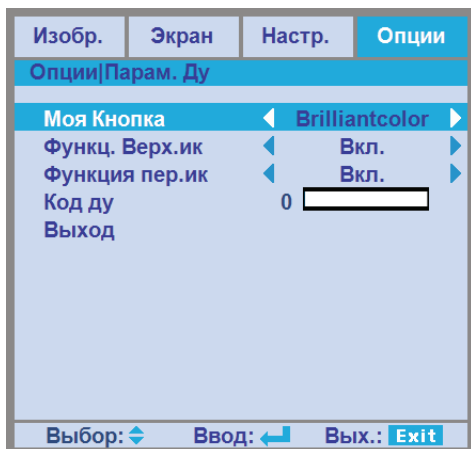 Изобр. Экран Настр. Опции
Опции|Парам. Ду
Моя Кнопка Brilliantcolor
Функц. Верх.ик Вкл.
Функция пер.ик Вкл.
Код ду 0
Выход
Выбор: Ввод: Вых.: Exit